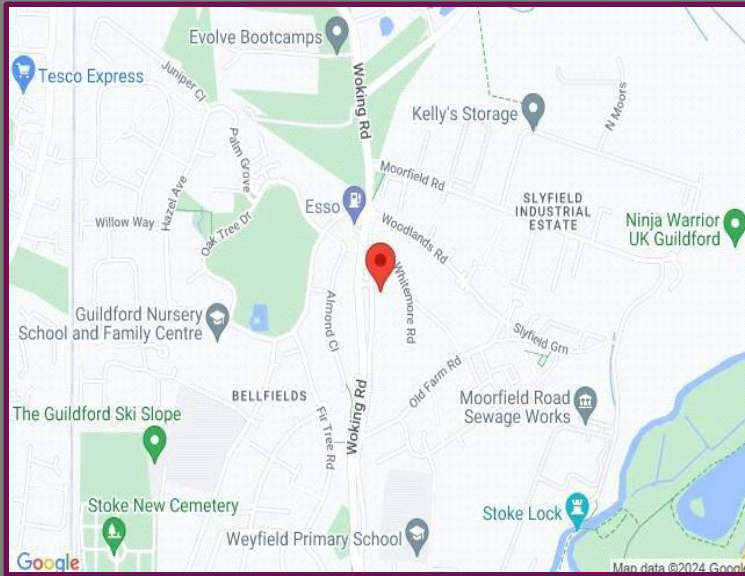 Evolve Bootcamps
Tesco Express
Juniper Cl
Woking Rd
Kelly's Storage
N Moors
Palm Grove
Moorfield Rd
Hazel Ave
Esso
SLYFIELD
INDUSTRIAL
ESTATE
Willow Way
Oak Tree Dr
Woodlands Rd
Ninja Warrior
UK Guildford
Whitemore Rd
Guildford Nursery
School and Family Centre
Almond Cl
Slyfield Grn
Old Farm Rd
BELLFIELDS
Moorfield Road
Sewage Works
The Guildford Ski Slope
Fir Tree Rd
Woking Rd
Stoke New Cemetery
Stoke Lock
Weyfield Primary School
Google
Map data ©2024 Google